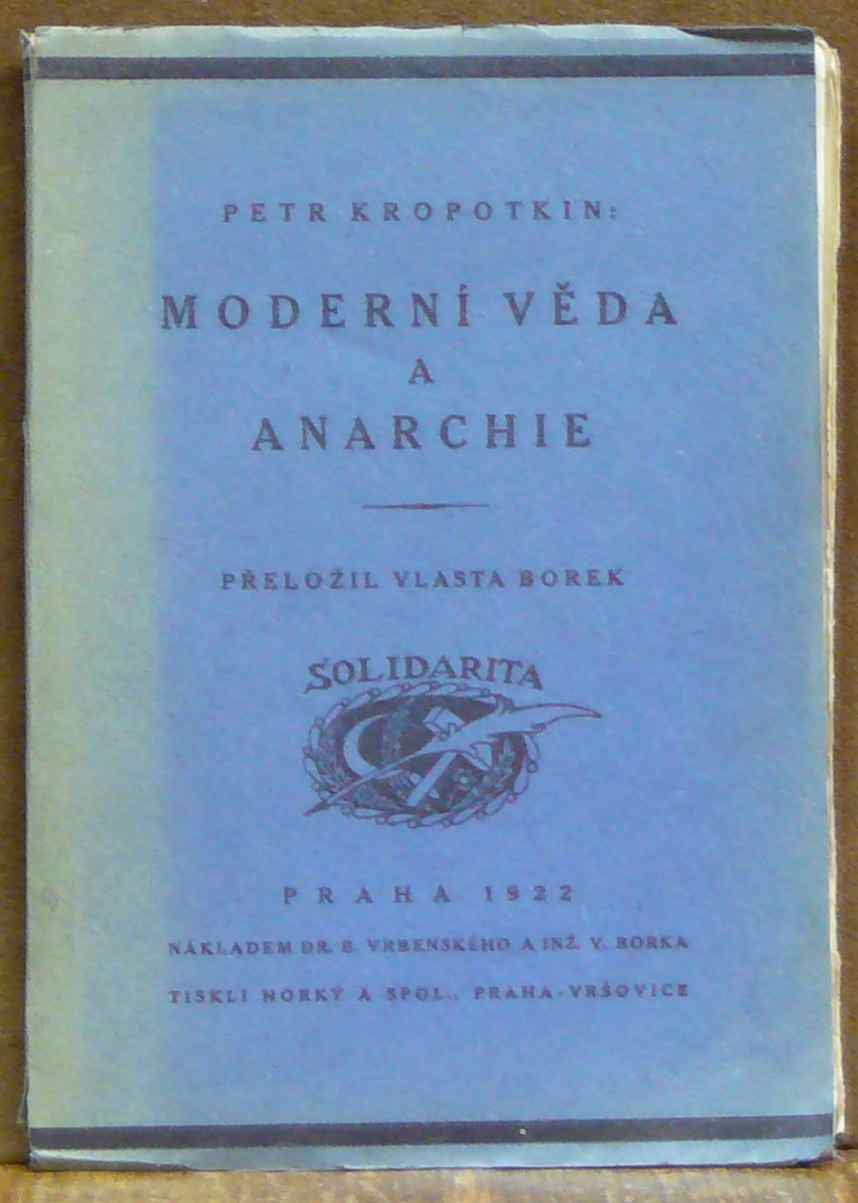 PETR KROPOTKIN:
MODERNÍ VĚDA
A
ANARCHIE
PŘELOŽIL VLASTA BOREK
SOLIDARITA
PRAHA 1922
NÁKLADEM DR. B. VRBENSKÉHO A INŽ. V. BORKA
TISKLI HORKÝ A SPOL., PRAHA-VRŠOVICE